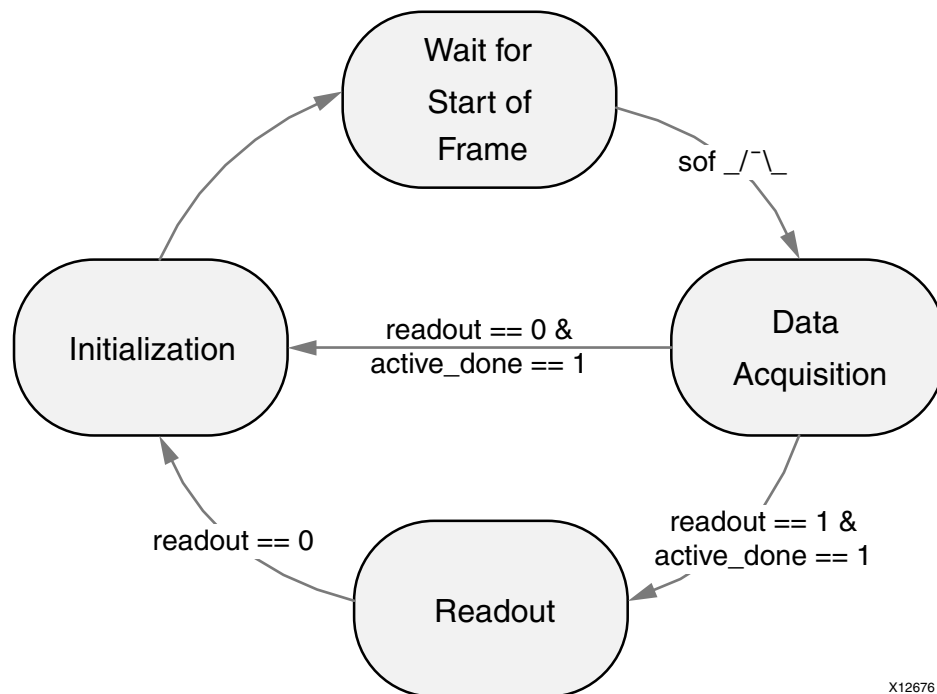 Wait for
Start of
Frame
sof _/¯\_
Initialization
readout == 0 &
active_done == 1
Data
Acquisition
readout == 0
readout == 1 &
active_done == 1
Readout
X12676